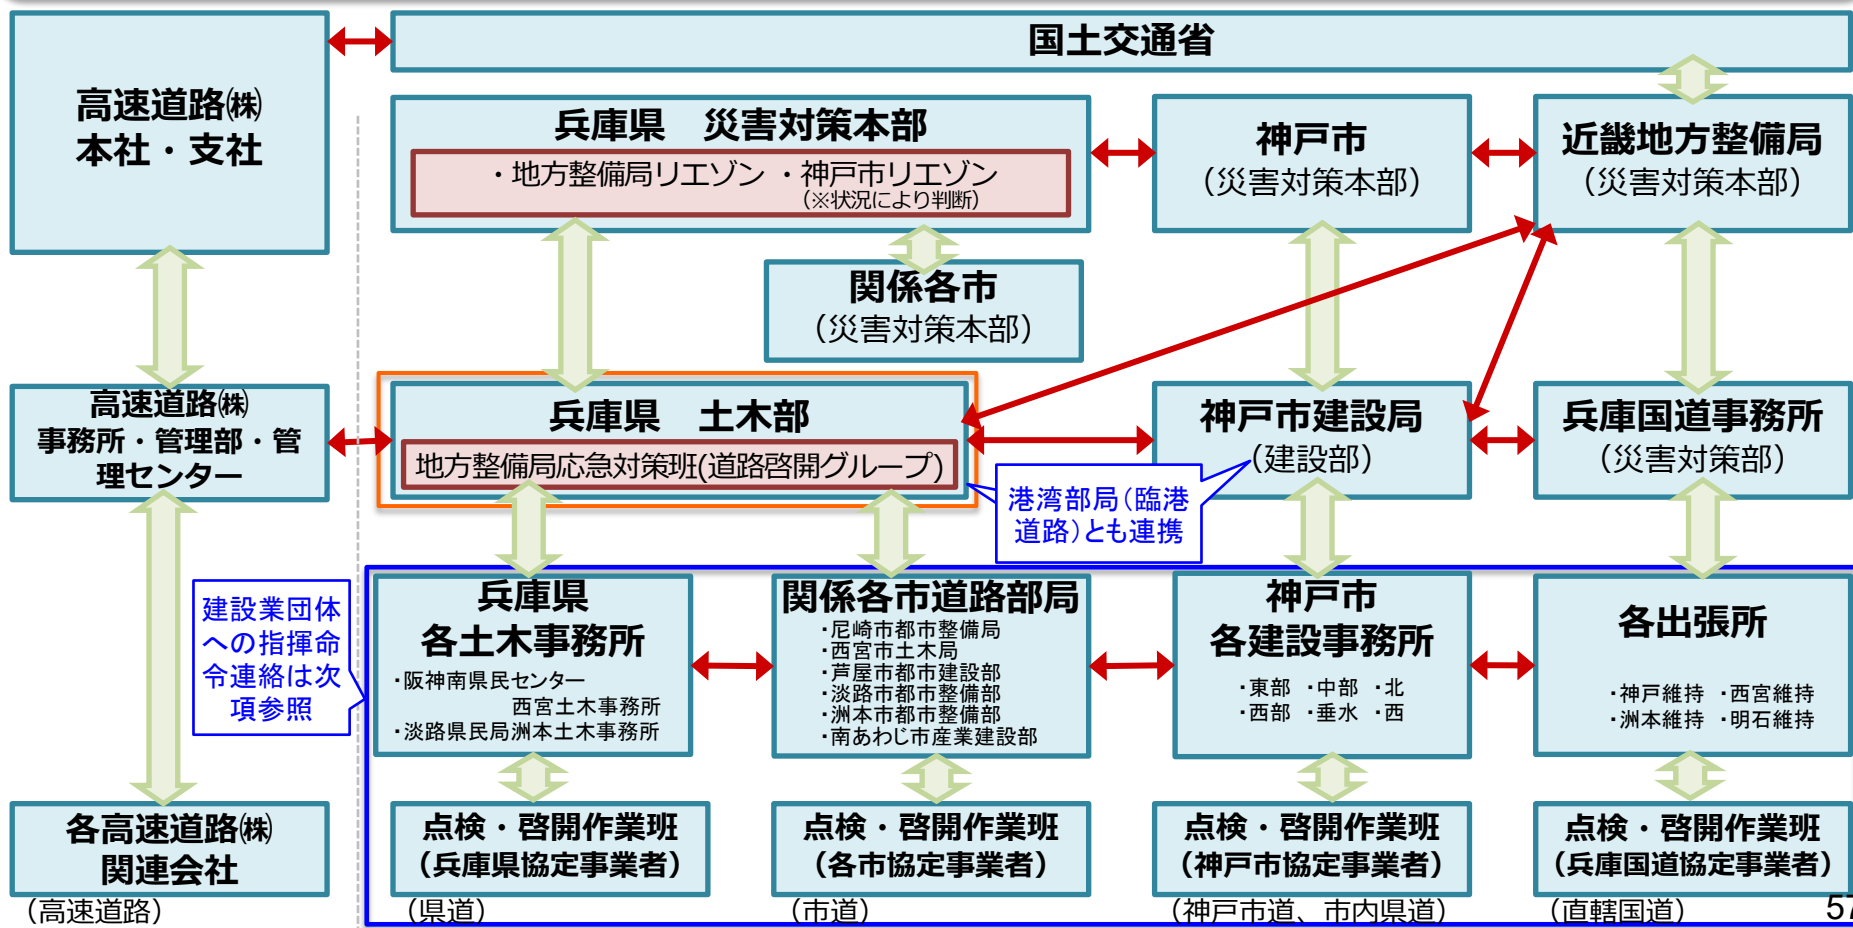 国土交通省
高速道路㈱
本社・支社
兵庫県　災害対策本部
・地方整備局リエゾン ・神戸市リエゾン
（※状況により判断）
神戸市
（災害対策本部）
近畿地方整備局
（災害対策本部）
関係各市
（災害対策本部）
高速道路㈱
事務所・管理部・管
理センター
兵庫県　土木部
地方整備局応急対策班(道路啓開グループ)
神戸市建設局
（建設部）
兵庫国道事務所
（災害対策部）
港湾部局（臨港
道路）とも連携
建設業団体
への指揮命
令連絡は次
項参照
兵庫県
各土木事務所
・阪神南県民センター
西宮土木事務所
・淡路県民局洲本土木事務所
関係各市道路部局
・尼崎市都市整備局
・西宮市土木局
・芦屋市都市建設部
・淡路市都市整備部
・洲本市都市整備部
・南あわじ市産業建設部
神戸市
各建設事務所
・東部 ・中部 ・北
・西部 ・垂水 ・西
各出張所
・神戸維持 ・西宮維持
・洲本維持 ・明石維持
各高速道路㈱
関連会社
点検・啓開作業班
（兵庫県協定事業者）
点検・啓開作業班
（各市協定事業者）
点検・啓開作業班
（神戸市協定事業者）
点検・啓開作業班
（兵庫国道協定事業者）
（高速道路）
（県道）
（市道）
（神戸市道、市内県道）
（直轄国道）
57